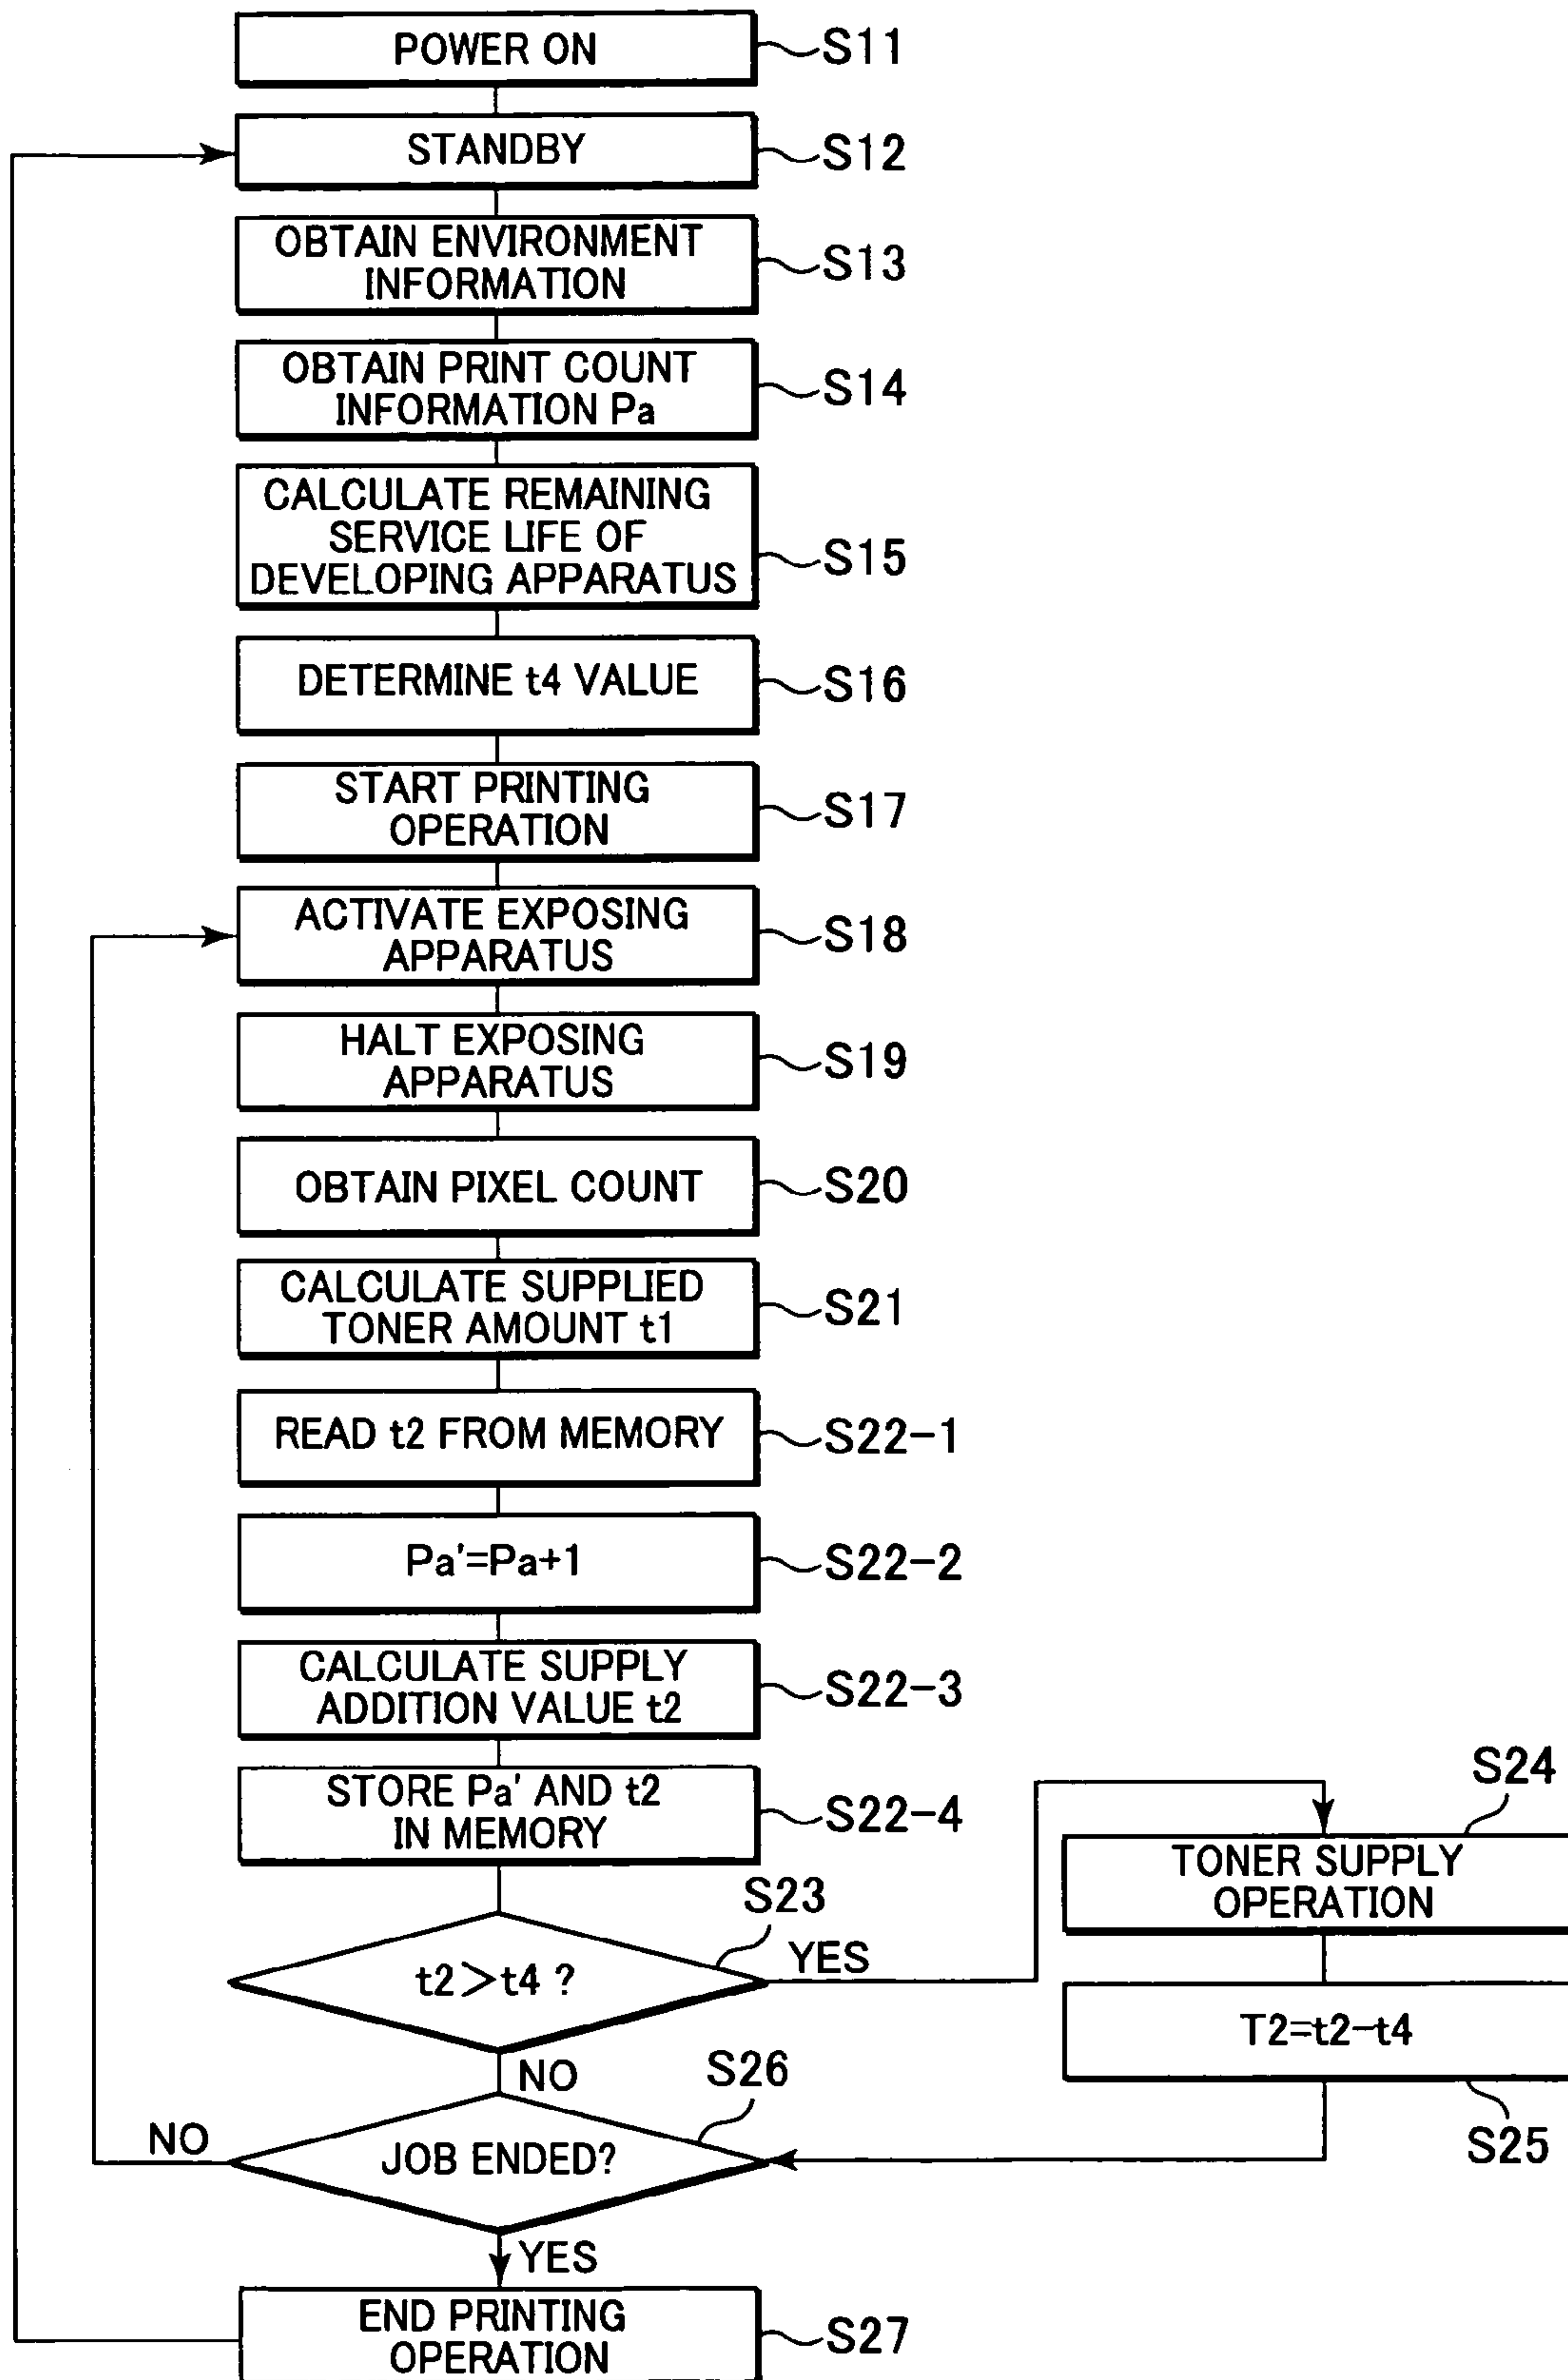 POWER ON
S11
STANDBY
S12
OBTAIN ENVIRONMENT
INFORMATION
S13
OBTAIN PRINT COUNT
INFORMATION Pa
S14
CALCULATE REMAINING
SERVICE LIFE OF
DEVELOPING APPARATUS
S15
DETERMINE t4 VALUE
S16
START PRINTING
OPERATION
S17
ACTIVATE EXPOSING
APPARATUS
S18
HALT EXPOSING
APPARATUS
S19
OBTAIN PIXEL COUNT
S20
CALCULATE SUPPLIED
TONER AMOUNT t1
S21
READ t2 FROM MEMORY
S22-1
Pa'=Pa+1
S22-2
CALCULATE SUPPLY
ADDITION VALUE t2
S22-3
STORE Pa' AND t2
IN MEMORY
S22-4
S23
t2>t4 ?
YES
S24
TONER SUPPLY
OPERATION
T2=t2-t4
S25
NO
S26
JOB ENDED?
NO
YES
END PRINTING
OPERATION
S27